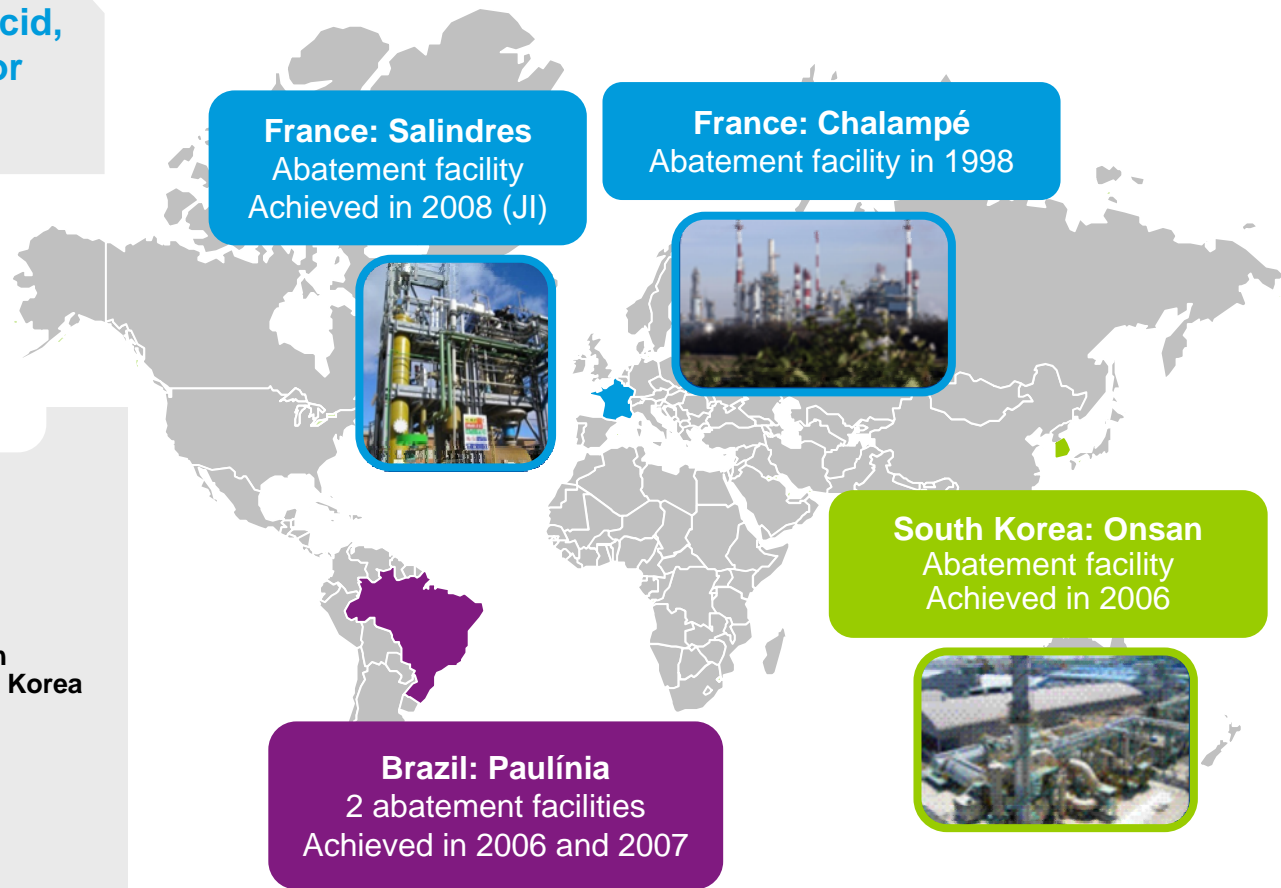 cid,
or
France: Salindres
Abatement facility
Achieved in 2008 (JI)
France: Chalampé
Abatement facility in 1998
South Korea: Onsan
Abatement facility
Achieved in 2006
n
Korea
Brazil: Paulínia
2 abatement facilities
Achieved in 2006 and 2007